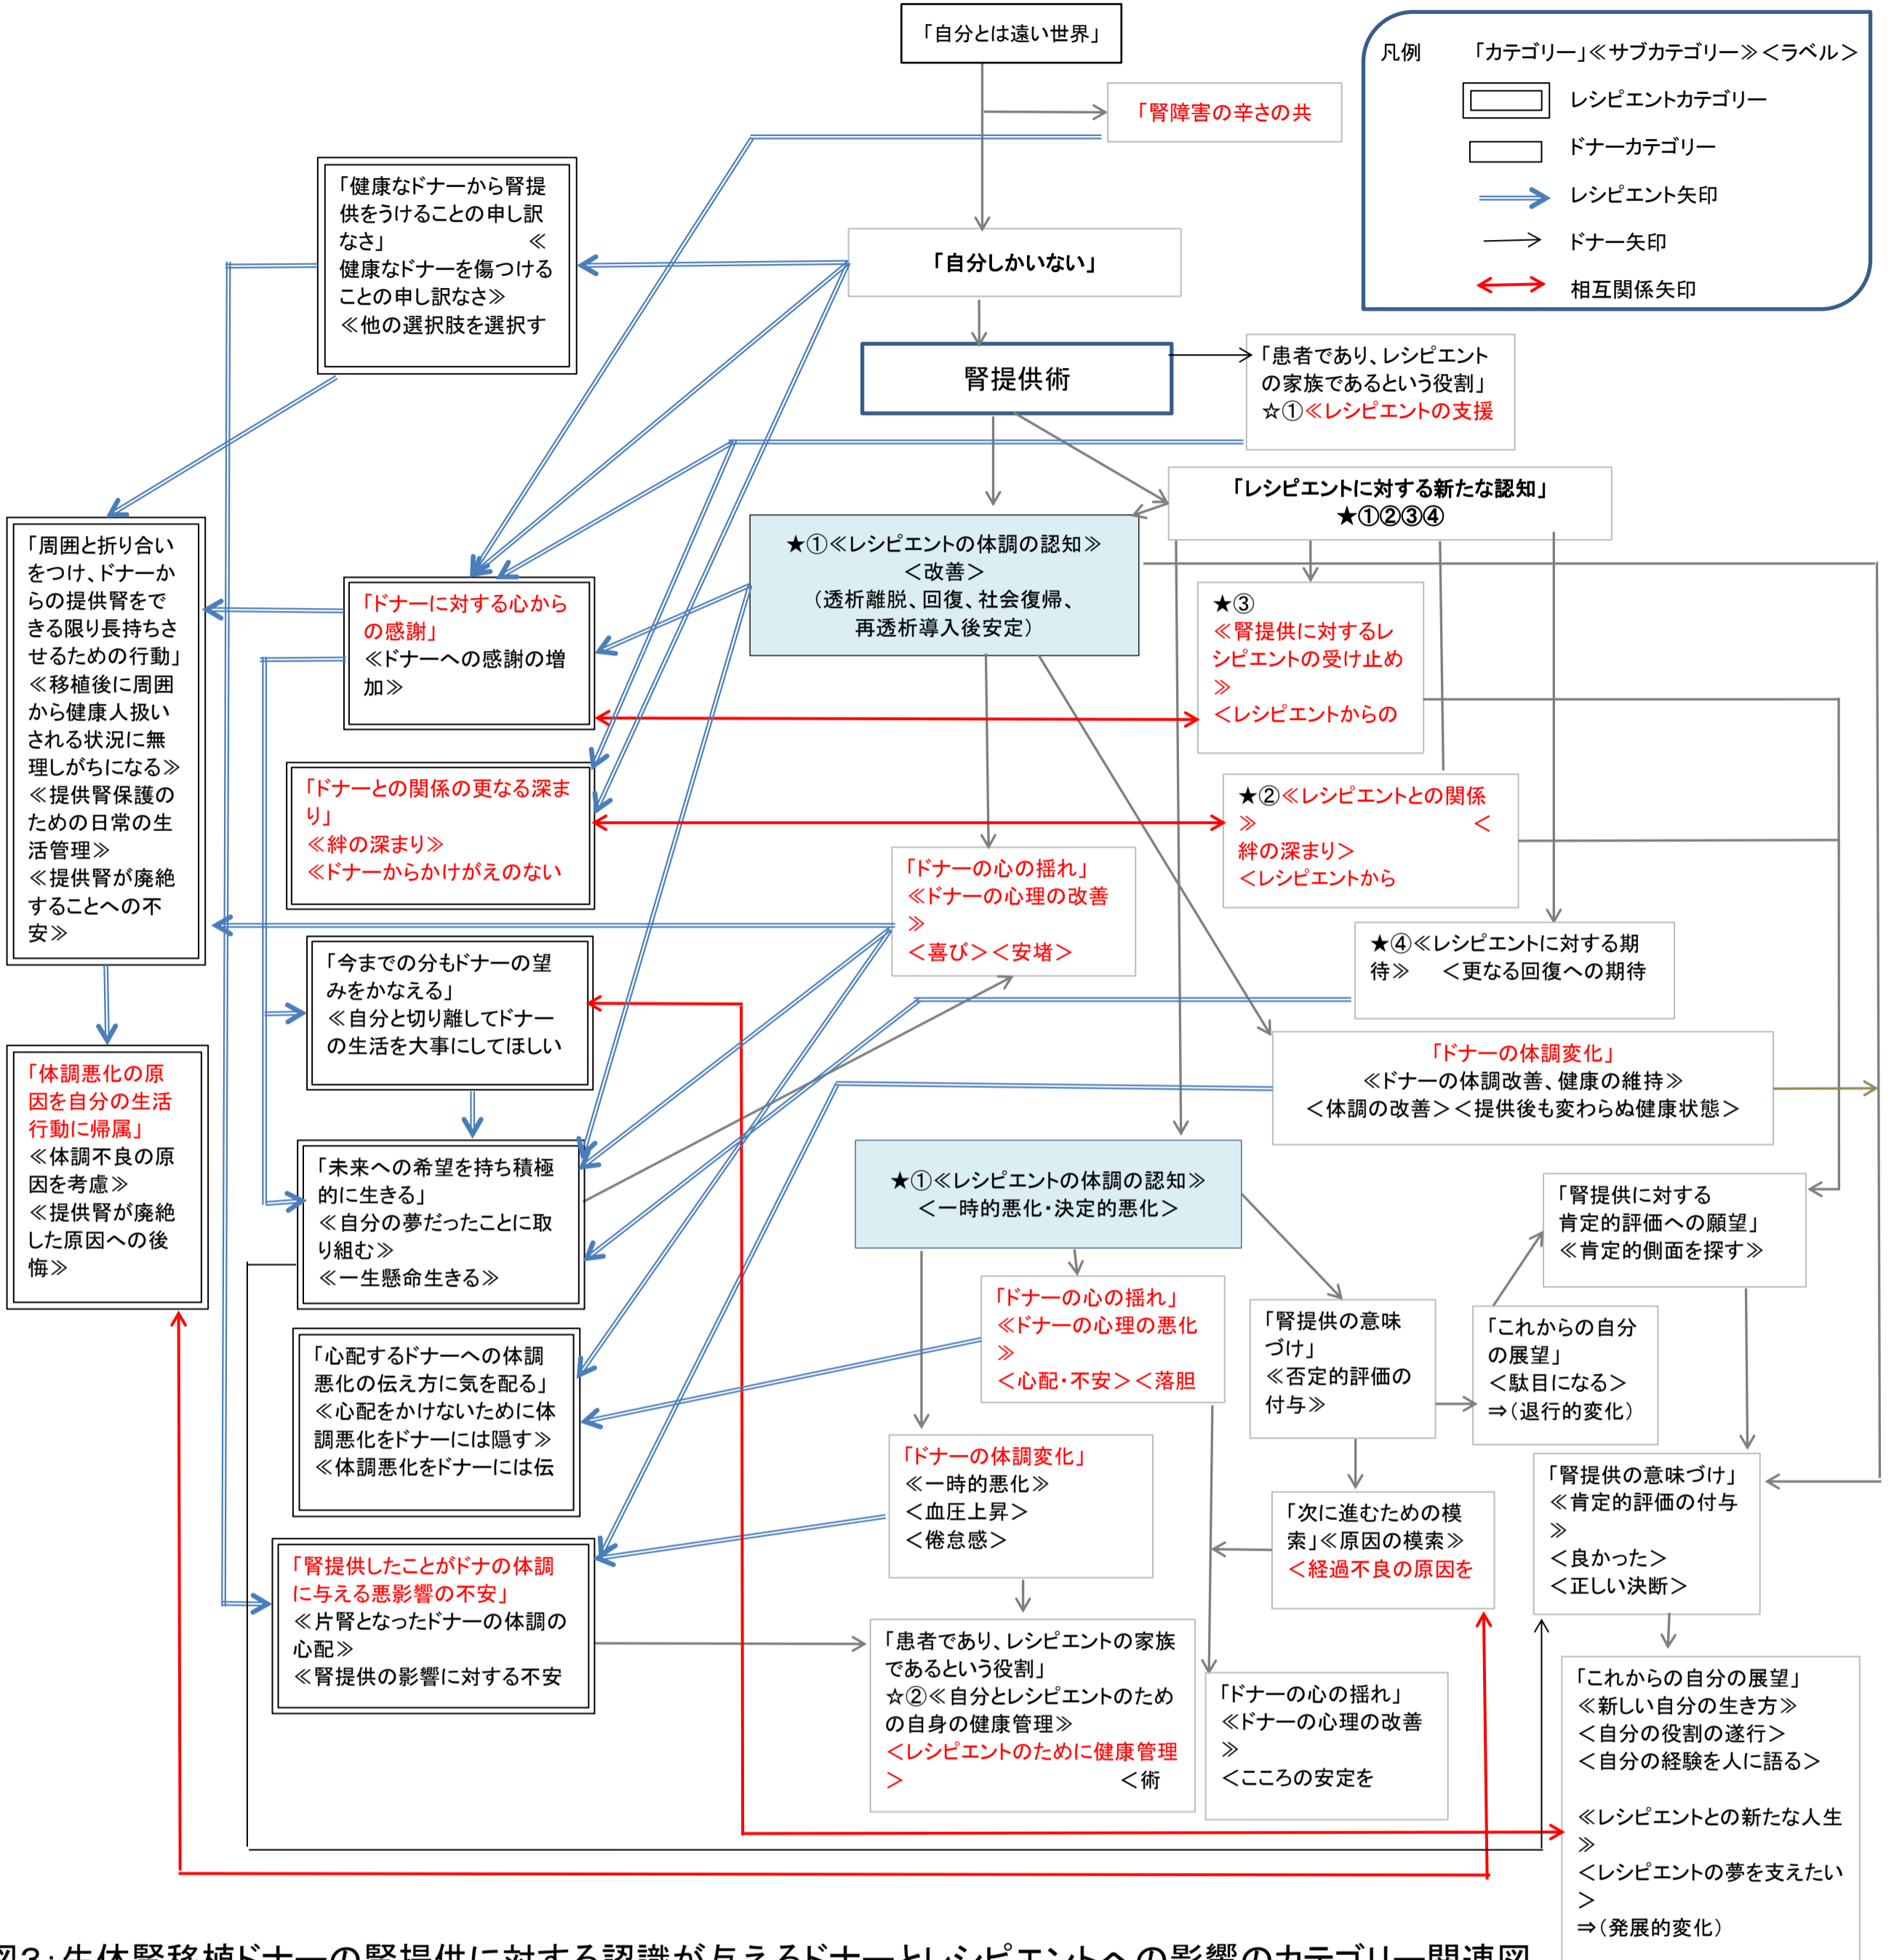 「自分とは遠い世界」
凡例 「カテゴリー」≪サブカテゴリー≫＜ラベル＞
レシピエントカテゴリー
ドナーカテゴリー
レシピエント矢印
ドナー矢印
相互関係矢印
「腎障害の辛さの共
「健康なドナーから腎提
供をうけることの申し訳
なさ」 ≪
健康なドナーを傷つける
ことの申し訳なさ≫
≪他の選択肢を選択す
「自分しかいない」
腎提供術
「患者であり、レシピエント
の家族であるという役割」
☆①≪レシピエントの支援
「レシピエントに対する新たな認知」
★①②③④
★①≪レシピエントの体調の認知≫
＜改善＞
（透析離脱、回復、社会復帰、
再透析導入後安定）
「周囲と折り合い
をつけ、ドナーか
らの提供腎をで
きる限り長持ちさ
せるための行動」
≪移植後に周囲
から健康人扱い
される状況に無
理しがちになる≫
≪提供腎保護の
ための日常の生
活管理≫
≪提供腎が廃絶
することへの不
安≫
「ドナーに対する心から
の感謝」
≪ドナーへの感謝の増
加≫
★③
≪腎提供に対するレ
シピエントの受け止め
≫
＜レシピエントからの
「ドナーとの関係の更なる深ま
り」
≪絆の深まり≫
≪ドナーからかけがえのない
★②≪レシピエントとの関係
≫ ＜
絆の深まり＞
＜レシピエントから
「ドナーの心の揺れ」
≪ドナーの心理の改善
≫
＜喜び＞＜安堵＞
★④≪レシピエントに対する期
待≫ ＜更なる回復への期待
「今までの分もドナーの望
みをかなえる」
≪自分と切り離してドナー
の生活を大事にしてほしい
「ドナーの体調変化」
≪ドナーの体調改善、健康の維持≫
＜体調の改善＞＜提供後も変わらぬ健康状態＞
「体調悪化の原
因を自分の生活
行動に帰属」
≪体調不良の原
因を考慮≫
≪提供腎が廃絶
した原因への後
悔≫
「未来への希望を持ち積極
的に生きる」
≪自分の夢だったことに取
り組む≫
≪一生懸命生きる≫
★①≪レシピエントの体調の認知≫
＜一時的悪化・決定的悪化＞
「腎提供に対する
肯定的評価への願望」
≪肯定的側面を探す≫
「ドナーの心の揺れ」
≪ドナーの心理の悪化
≫
＜心配・不安＞＜落胆
「腎提供の意味
づけ」
≪否定的評価の
付与≫
「これからの自分
の展望」
＜駄目になる＞
⇒（退行的変化）
「心配するドナーへの体調
悪化の伝え方に気を配る」
≪心配をかけないために体
調悪化をドナーには隠す≫
≪体調悪化をドナーには伝
「ドナーの体調変化」
≪一時的悪化≫
＜血圧上昇＞
＜倦怠感＞
「次に進むための模
索」≪原因の模索≫
＜経過不良の原因を
「腎提供の意味づけ」
≪肯定的評価の付与
≫
＜良かった＞
＜正しい決断＞
「腎提供したことがドナの体調
に与える悪影響の不安」
≪片腎となったドナーの体調の
心配≫
≪腎提供の影響に対する不安
「患者であり、レシピエントの家族
であるという役割」
☆②≪自分とレシピエントのため
の自身の健康管理≫
＜レシピエントのために健康管理
＞ ＜術
「ドナーの心の揺れ」
≪ドナーの心理の改善
≫
＜こころの安定を
「これからの自分の展望」
≪新しい自分の生き方≫
＜自分の役割の遂行＞
＜自分の経験を人に語る＞
≪レシピエントとの新たな人生
≫
＜レシピエントの夢を支えたい
＞
⇒（発展的変化）
図3：生体腎移植ドナーの腎提供に対する認識が与えるドナーとレシピエントへの影響のカテゴリー関連図